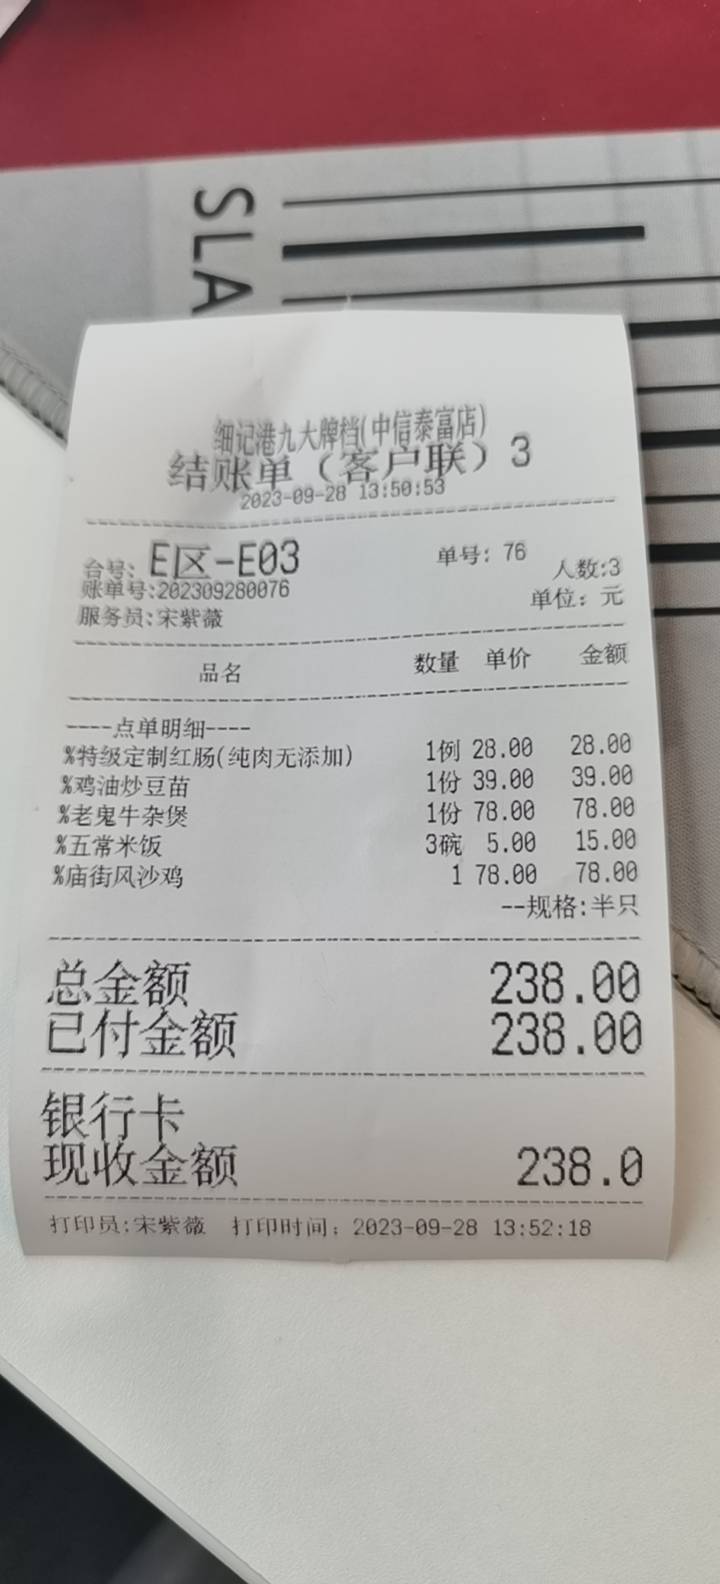 SLA
细记港九大牌档(中信泰富店)
结账单（客户联）3
2023-09-28 13:50:53
台号: E区-E03 单号: 76
账单号:202309280076 人数:3
服务员:宋紫薇 单位: 元
品名 数量 单价 金额
----点单明细----
%特级定制红肠(纯肉无添加) 1例 28.00 28.00
%鸡油炒豆苗 1份 39.00 39.00
%老鬼牛杂煲 1份 78.00 78.00
%五常米饭 3碗 5.00 15.00
%庙街风沙鸡 1 78.00 78.00
--规格:半只
总金额 238.00
已付金额 238.00
银行卡
现收金额 238.0
打印员:宋紫薇 打印时间: 2023-09-28 13:52:18